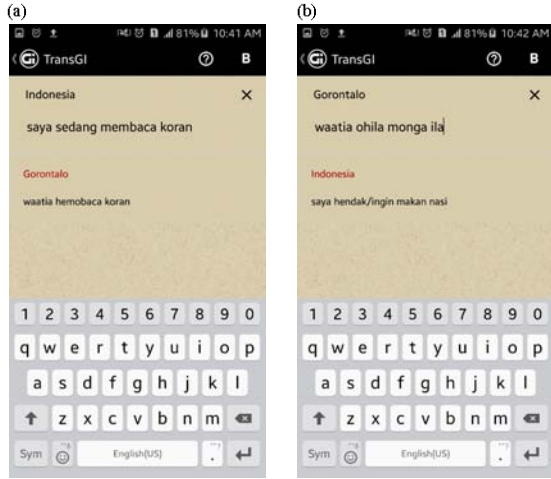 (a)
81% 10:41 AM
Gi TransGI ? B
Indonesia
saya sedang membaca koran
Gorontalo
waatia hemobaca koran
1 2 3 4 5 6 7 8 9 0
q w e r t y u i o p
a s d f g h j k l
z x c v b n m
Sym English(US) .
(b)
81% 10:42 AM
Gi TransGI ? B
Gorontalo
waatia ohila monga ila
Indonesia
saya hendak/ingin makan nasi
1 2 3 4 5 6 7 8 9 0
q w e r t y u i o p
a s d f g h j k l
z x c v b n m
Sym English(US) .